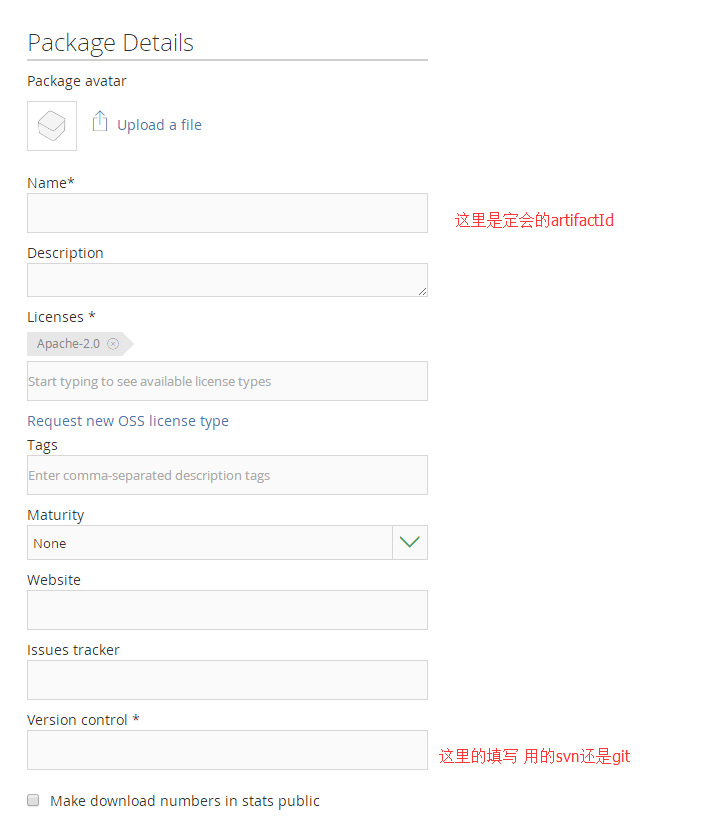 Package Details
Package avatar
Upload a file
Name*
这里是定会的artifactId
Description
Licenses *
Apache-2.0
Start typing to see available license types
Request new OSS license type
Tags
Enter comma-separated description tags
Maturity
None
Website
Issues tracker
Version control *
这里的填写 用的svn还是git
Make download numbers in stats public